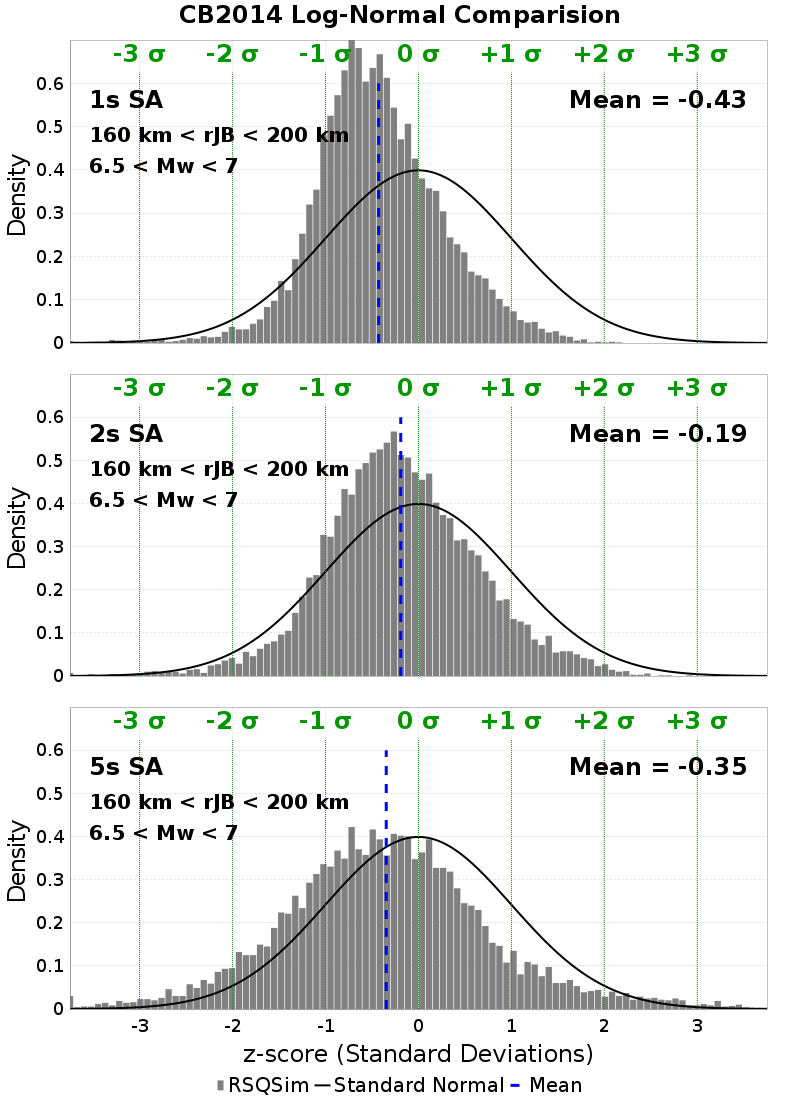 CB2014 Log-Normal Comparision
-3 σ -2 σ -1 σ 0 σ +1 σ +2 σ +3 σ
1s SA Mean = -0.43
160 km < rJB < 200 km
6.5 < Mw < 7
0.6
0.5
0.4
0.3
0.2
0.1
0
Density
-3 σ -2 σ -1 σ 0 σ +1 σ +2 σ +3 σ
2s SA Mean = -0.19
160 km < rJB < 200 km
6.5 < Mw < 7
0.6
0.5
0.4
0.3
0.2
0.1
0
Density
-3 σ -2 σ -1 σ 0 σ +1 σ +2 σ +3 σ
5s SA Mean = -0.35
160 km < rJB < 200 km
6.5 < Mw < 7
0.6
0.5
0.4
0.3
0.2
0.1
0
Density
-3 -2 -1 0 1 2 3
z-score (Standard Deviations)
RSQSim Standard Normal Mean